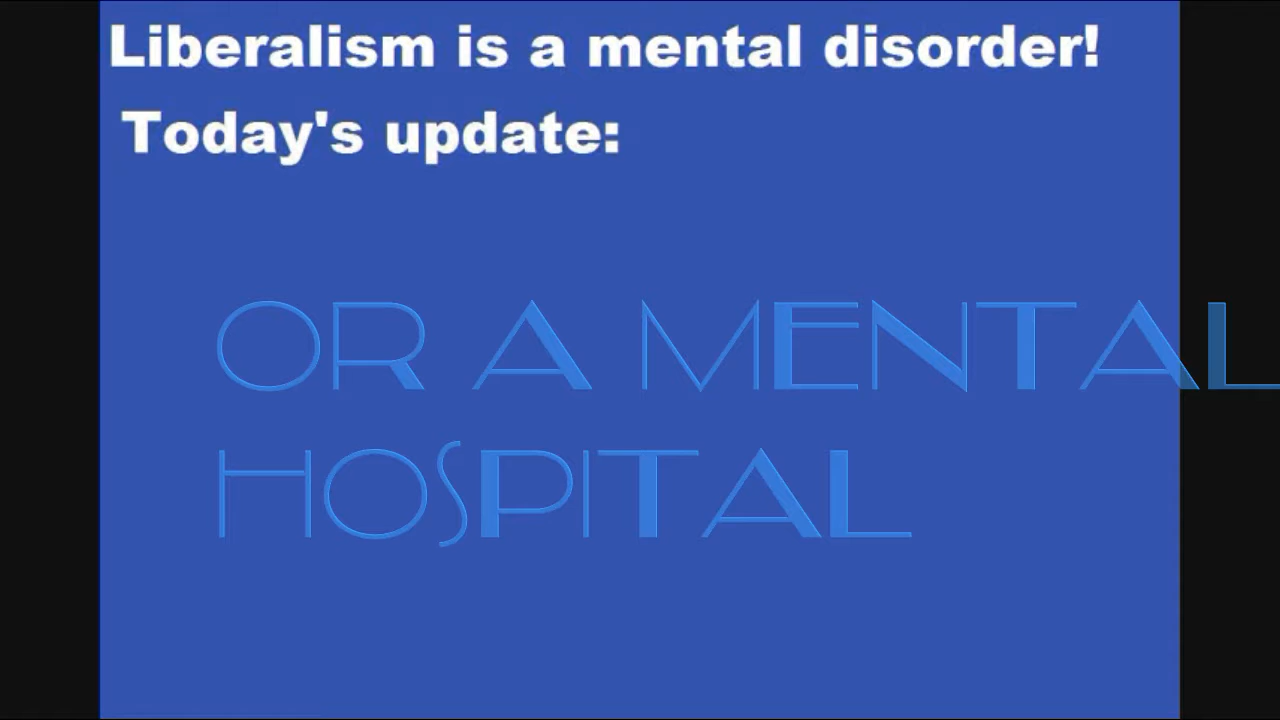 Liberalism is a mental disorder!
Today's update:
OR A MENTAL
HOSPITAL